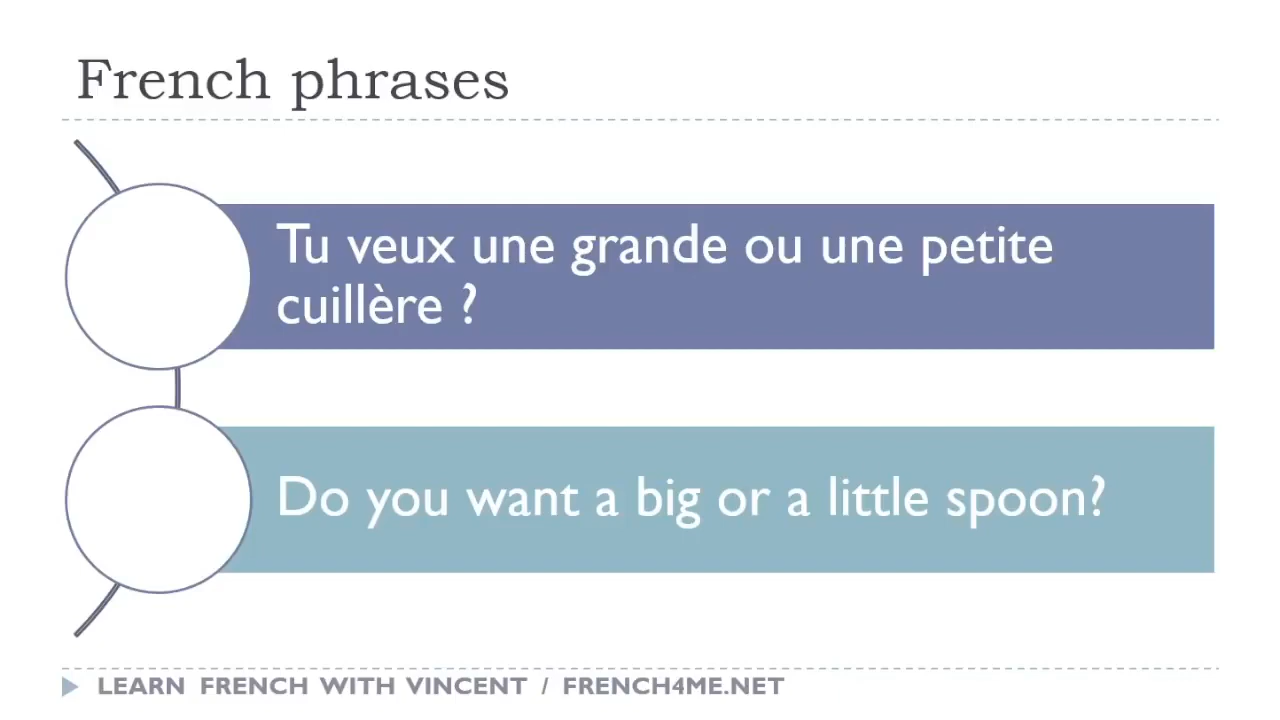 French phrases
Tu veux une grande ou une petite
cuillère ?
Do you want a big or a little spoon?
LEARN FRENCH WITH VINCENT / FRENCH4ME.NET